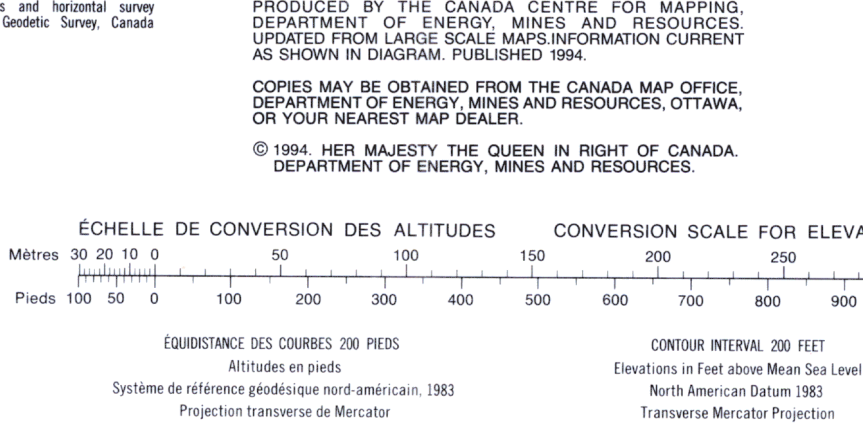 s and horizontal survey
Geodetic Survey, Canada
PRODUCED BY THE CANADA CENTRE FOR MAPPING,
DEPARTMENT OF ENERGY, MINES AND RESOURCES.
UPDATED FROM LARGE SCALE MAPS.INFORMATION CURRENT
AS SHOWN IN DIAGRAM. PUBLISHED 1994.
COPIES MAY BE OBTAINED FROM THE CANADA MAP OFFICE,
DEPARTMENT OF ENERGY, MINES AND RESOURCES, OTTAWA,
OR YOUR NEAREST MAP DEALER.
© 1994. HER MAJESTY THE QUEEN IN RIGHT OF CANADA.
DEPARTMENT OF ENERGY, MINES AND RESOURCES.
ÉCHELLE DE CONVERSION DES ALTITUDES CONVERSION SCALE FOR ELEVA
Mètres 30 20 10 0 50 100 150 200 250
Pieds 100 50 0 100 200 300 400 500 600 700 800 900
ÉQUIDISTANCE DES COURBES 200 PIEDS
Altitudes en pieds
Système de référence géodésique nord-américain, 1983
Projection transverse de Mercator
CONTOUR INTERVAL 200 FEET
Elevations in Feet above Mean Sea Level
North American Datum 1983
Transverse Mercator Projection